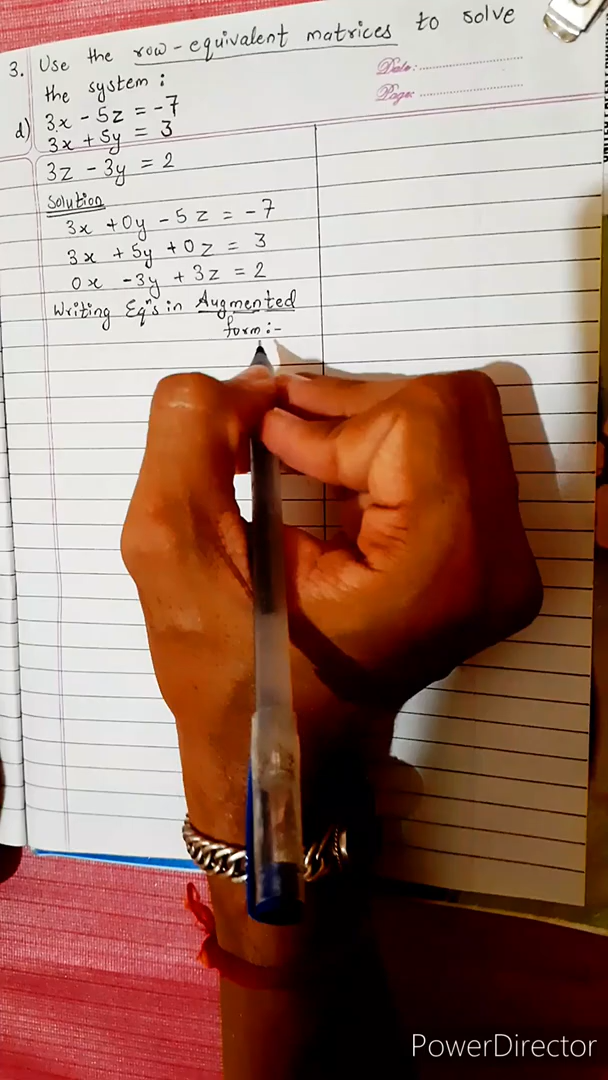 3. Use the row-equivalent matrices to solve
the system :
Date:
Page:
d) 3x - 5z = -7
3x + 5y = 3
3z - 3y = 2
Solution
3x + 0y - 5z = -7
3x + 5y + 0z = 3
0x - 3y + 3z = 2
Writing Eqⁿs in Augmented
form :-
PowerDirector